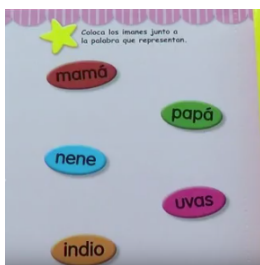 Coloca los imanes junto a
la palabra que representan.
mamá
papá
nene
uvas
indio